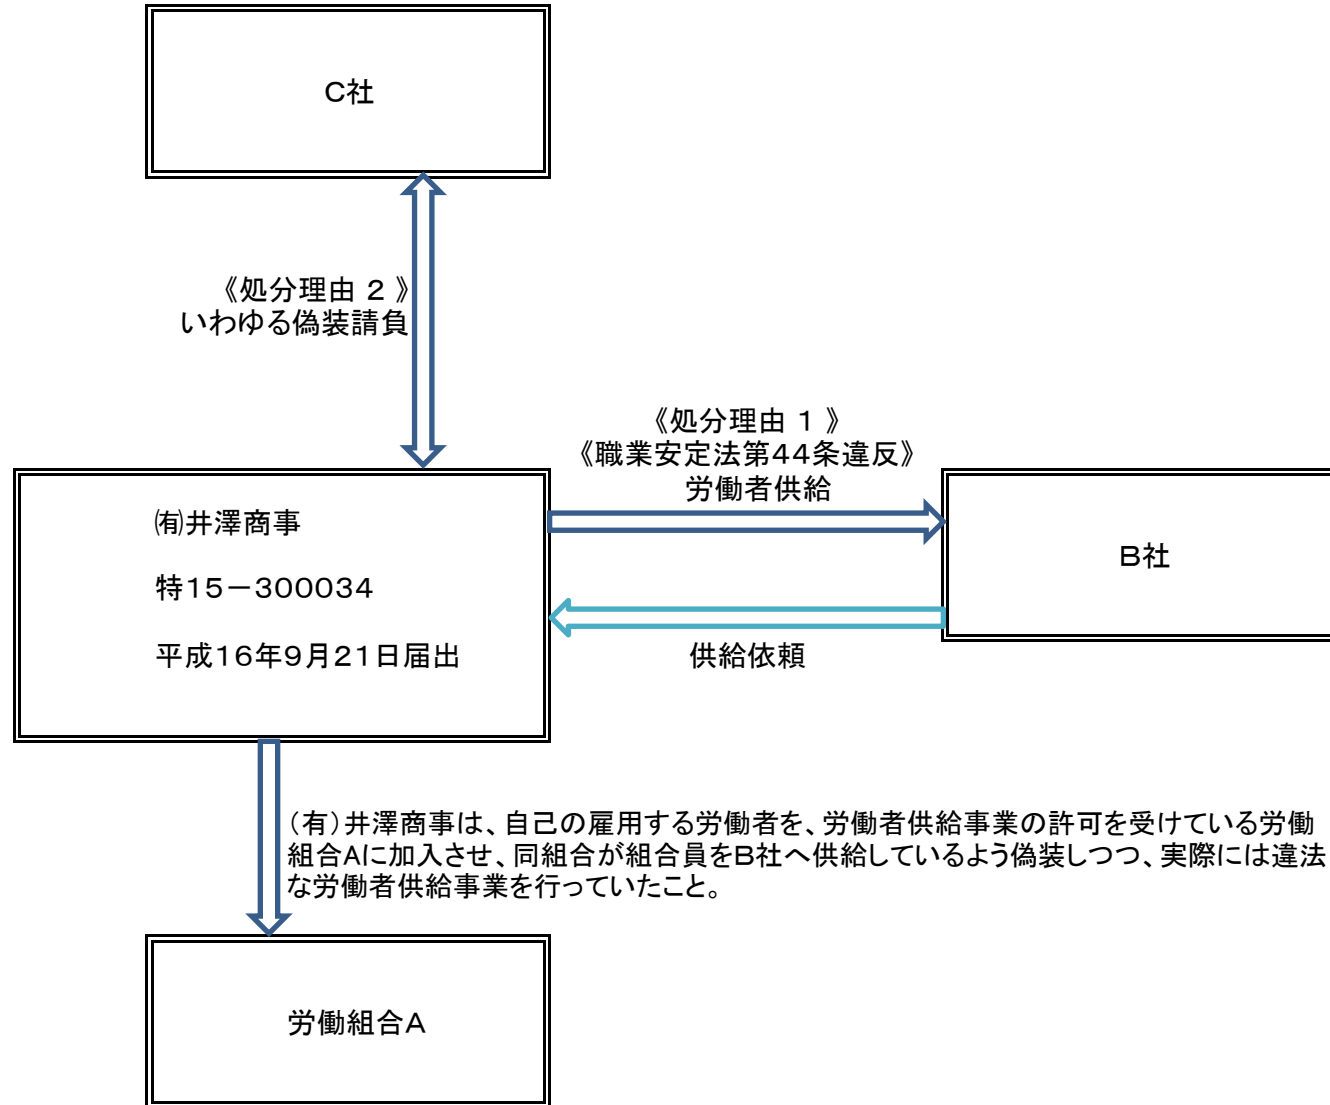 C社
《処分理由 2 》
いわゆる偽装請負
《処分理由 1 》
《職業安定法第44条違反》
労働者供給
㈲井澤商事
特15－300034
平成16年9月21日届出
B社
供給依頼
（有）井澤商事は、自己の雇用する労働者を、労働者供給事業の許可を受けている労働
組合Aに加入させ、同組合が組合員をB社へ供給しているよう偽装しつつ、実際には違法
な労働者供給事業を行っていたこと。
労働組合A